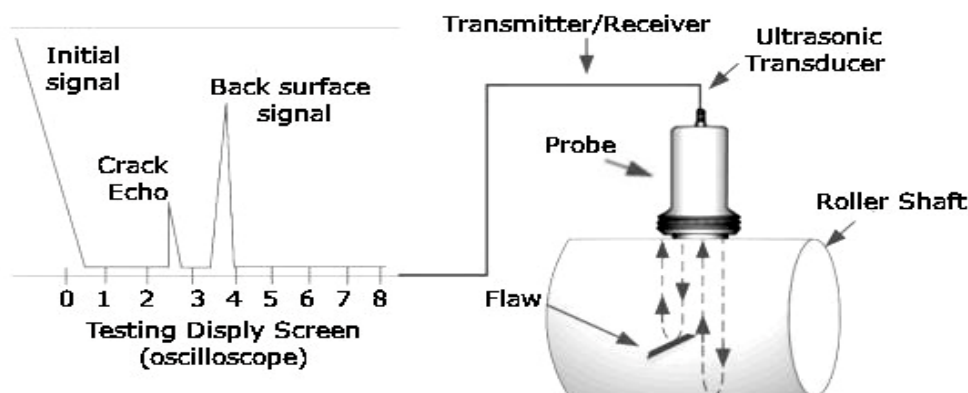 Initial
signal
Crack
Echo
Back surface
signal
0 1 2 3 4 5 6 7 8
Testing Disply Screen
(oscilloscope)
Transmitter/Receiver
Ultrasonic
Transducer
Probe
Roller Shaft
Flaw